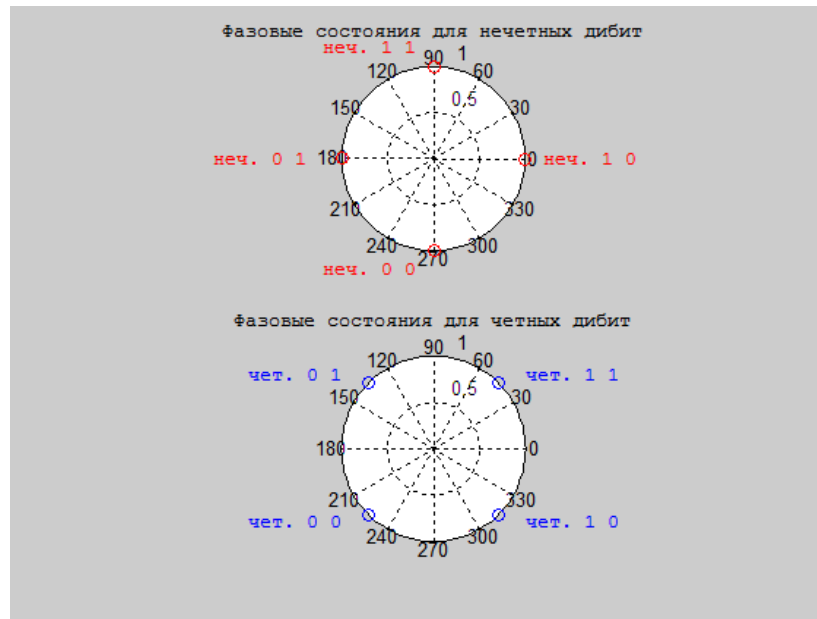 Фазовые состояния для нечетных дибит
неч. 1 1 90 1
120 60
150 0,5 30
неч. 0 1 180 0 неч. 1 0
210 330
240 300
неч. 0 0 270
Фазовые состояния для четных дибит
90 1
120 60
чет. 0 1 чет. 1 1
150 0,5 30
180 0
210 330
чет. 0 0 чет. 1 0
240 300
270